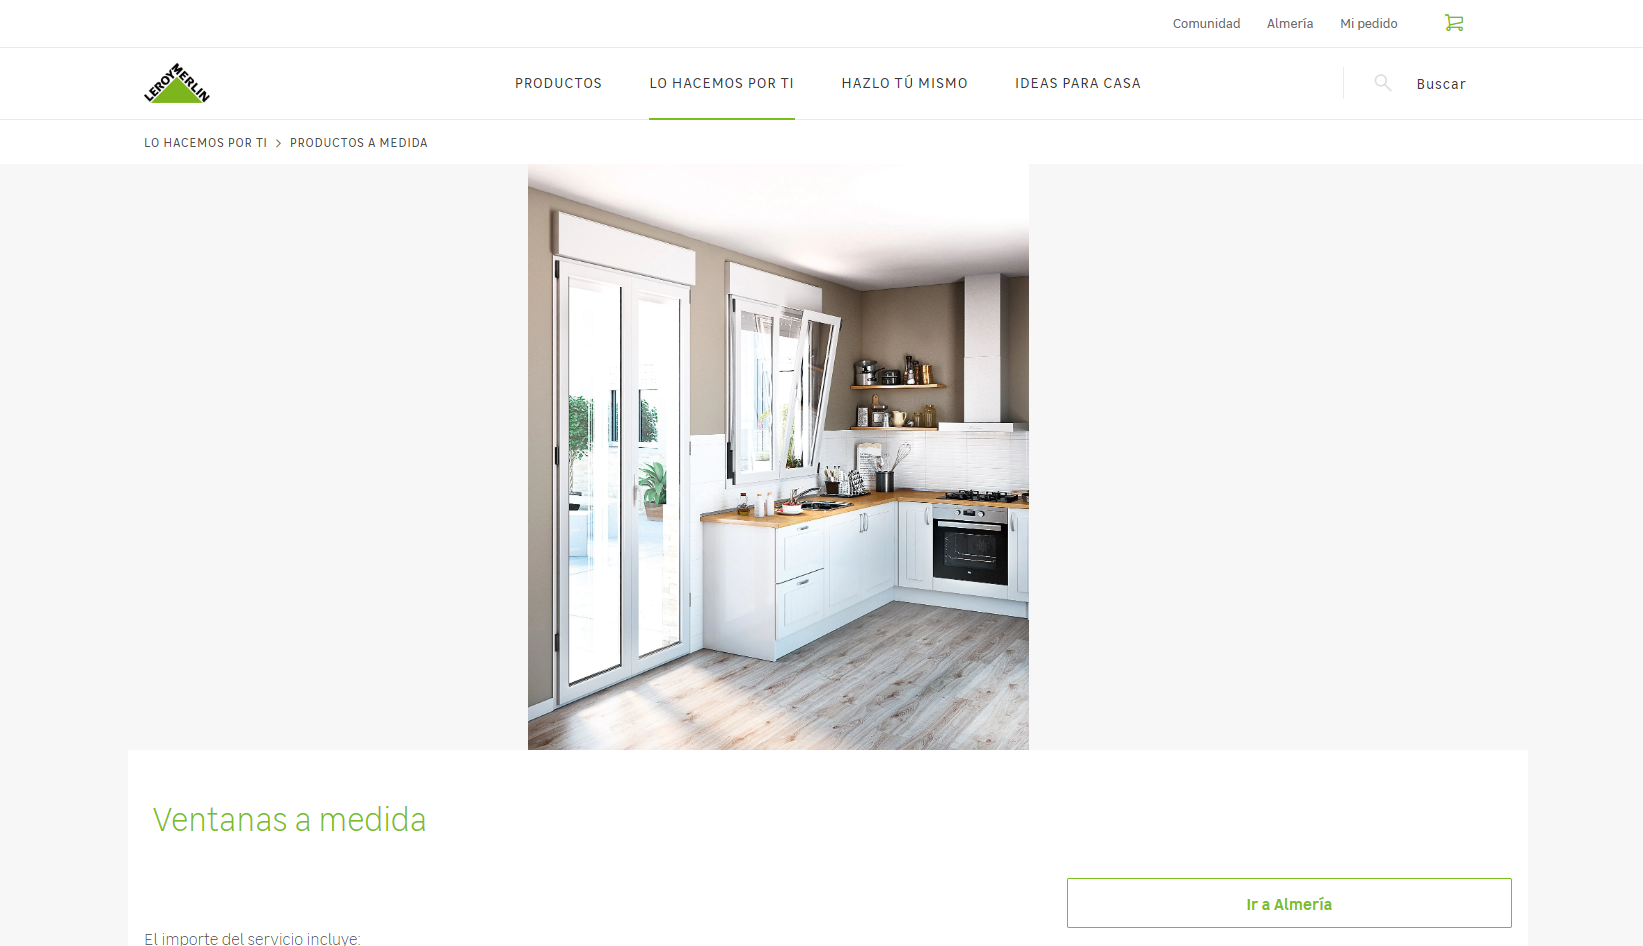 Comunidad Almería Mi pedido
LEROY MERLIN
PRODUCTOS LO HACEMOS POR TI HAZLO TÚ MISMO IDEAS PARA CASA Buscar
LO HACEMOS POR TI > PRODUCTOS A MEDIDA
Ventanas a medida
Ir a Almería
El importe del servicio incluye: